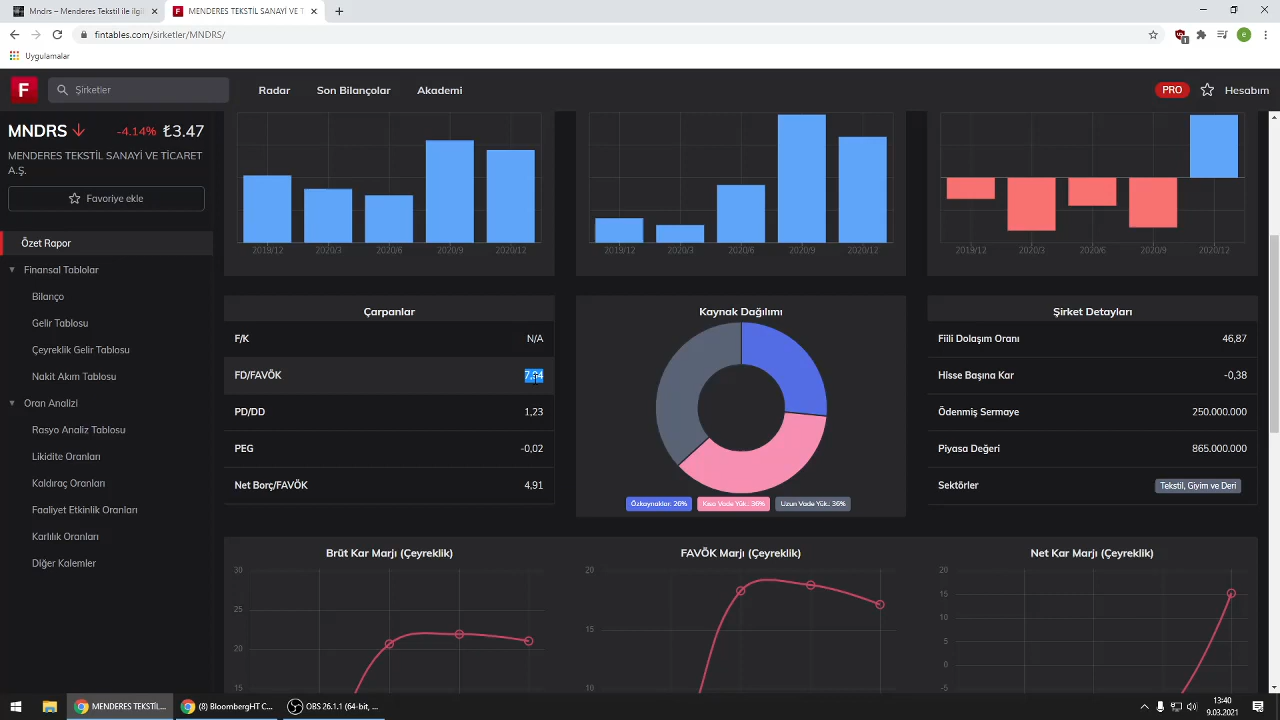 Mndrs – Menderes Tekstil ile ilgil
MENDERES TEKSTİL SANAYİ VE T
fintables.com/sirketler/MNDRS/
1
e
Uygulamalar
F
Şirketler
Radar
Son Bilançolar
Akademi
PRO
Hesabım
MNDRS
-4.14% ₺3.47
MENDERES TEKSTİL SANAYİ VE TİCARET
A.Ş.
Favoriye ekle
Özet Rapor
Finansal Tablolar
Bilanço
Gelir Tablosu
Çeyreklik Gelir Tablosu
Nakit Akım Tablosu
Oran Analizi
Rasyo Analiz Tablosu
Likidite Oranları
Kaldıraç Oranları
Faaliyet Etkinlik Oranları
Karlılık Oranları
Diğer Kalemler
2019/12 2020/3 2020/6 2020/9 2020/12
2019/12 2020/3 2020/6 2020/9 2020/12
2019/12 2020/3 2020/6 2020/9 2020/12
Çarpanlar
F/K N/A
FD/FAVÖK
PD/DD 1,23
PEG -0,02
Net Borç/FAVÖK 4,91
Kaynak Dağılımı
Özkaynaklar: 26% Kısa Vade Yük.: 36% Uzun Vade Yük.: 36%
Şirket Detayları
Fiili Dolaşım Oranı 46,87
Hisse Başına Kar -0,38
Ödenmiş Sermaye 250.000.000
Piyasa Değeri 865.000.000
Sektörler Tekstil, Giyim ve Deri
Brüt Kar Marjı (Çeyreklik)
30
25
20
15
FAVÖK Marjı (Çeyreklik)
20
15
10
Net Kar Marjı (Çeyreklik)
20
15
10
5
0
-5
MENDERES TEKSTİL...
(8) BloombergHT C...
OBS 26.1.1 (64-bit, ...
13:40
9.03.2021